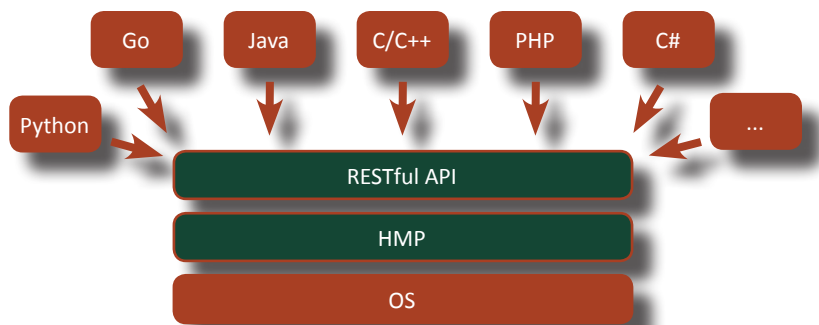 Go
Java
C/C++
PHP
C#
Python
...
RESTful API
HMP
OS